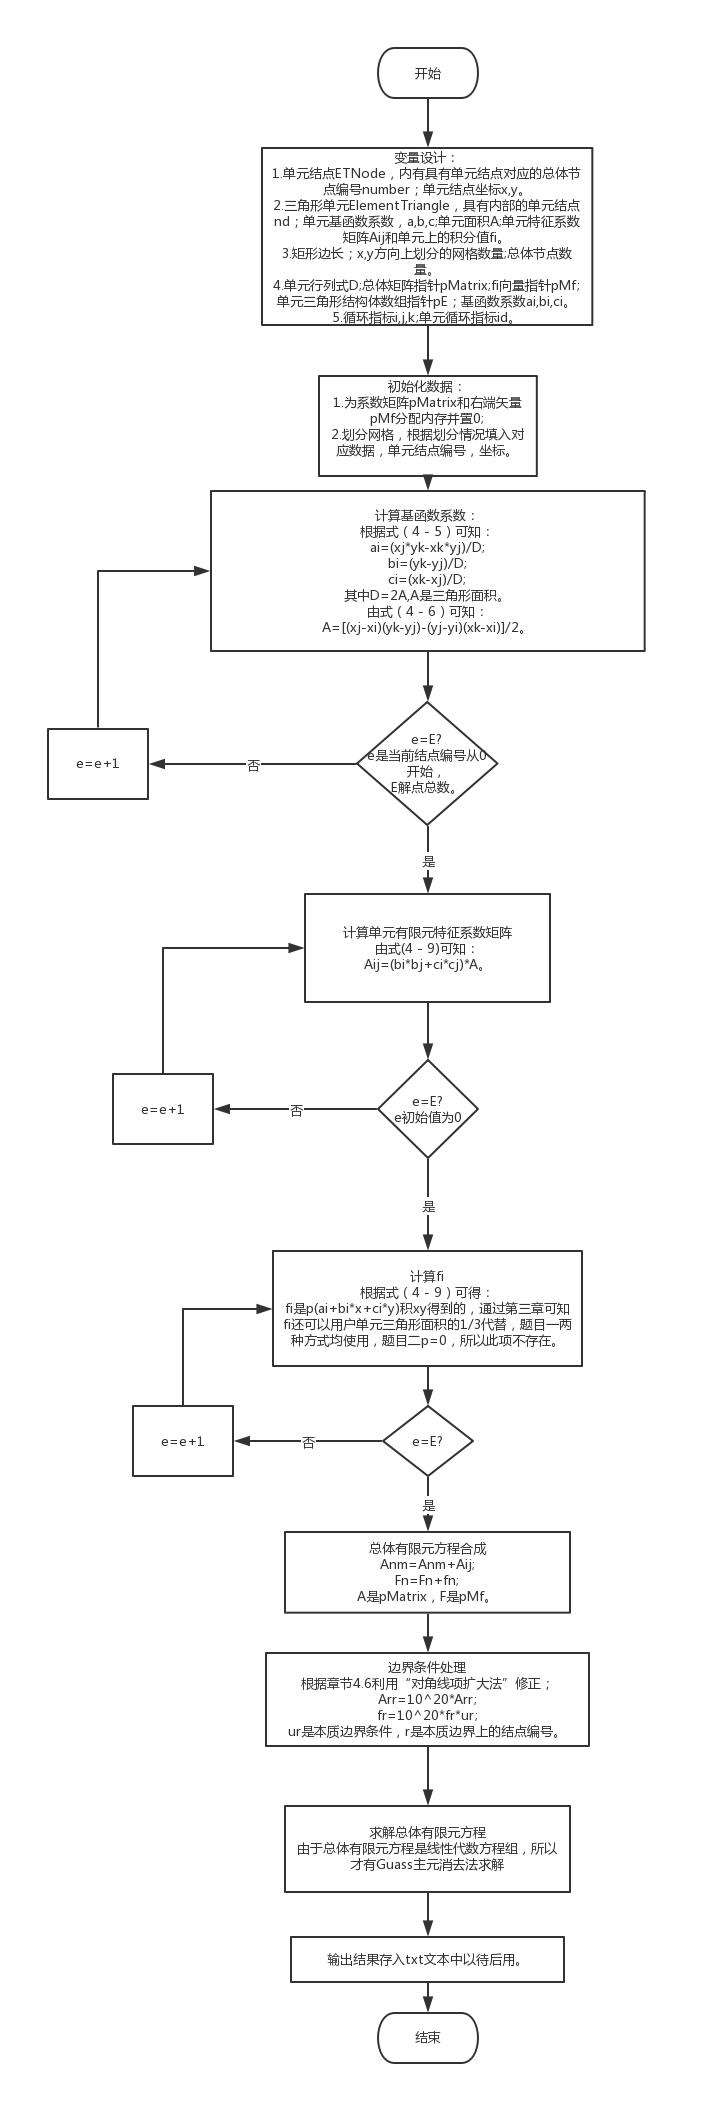 开始
变量设计：
1.单元结点ETNode，内有具有单元结点对应的总体节
点编号number；单元结点坐标x,y。
2.三角形单元ElementTriangle，具有内部的单元结点
nd；单元基函数系数，a,b,c;单元面积A;单元特征系数
矩阵Aij和单元上的积分值fi。
3.矩形边长；x,y方向上划分的网格数量;总体节点数
量。
4.单元行列式D;总体矩阵指针pMatrix;fi向量指针pMf;
单元三角形结构体数组指针pE；基函数系数ai,bi,ci。
5.循环指标i,j,k;单元循环指标id。
初始化数据：
1.为系数矩阵pMatrix和右端矢量
pMf分配内存并置0;
2.划分网格，根据划分情况填入对
应数据，单元结点编号，坐标。
计算基函数系数：
根据式（4－5）可知：
ai=(xj*yk-xk*yj)/D;
bi=(yk-yj)/D;
ci=(xk-xj)/D;
其中D=2A,A是三角形面积。
由式（4－6）可知：
A=[(xj-xi)(yk-yj)-(yj-yi)(xk-xi)]/2。
e=E?
e是当前结点编号从0
开始，
E解点总数。
否
e=e+1
是
计算单元有限元特征系数矩阵
由式(4－9)可知：
Aij=(bi*bj+ci*cj)*A。
e=E?
e初始值为0
否
e=e+1
是
计算fi
根据式（4－9）可得：
fi是p(ai+bi*x+ci*y)积xy得到的，通过第三章可知
fi还可以用户单元三角形面积的1/3代替，题目一两
种方式均使用，题目二p=0，所以此项不存在。
e=E?
否
e=e+1
是
总体有限元方程合成
Anm=Anm+Aij;
Fn=Fn+fn;
A是pMatrix，F是pMf。
边界条件处理
根据章节4.6利用“对角线项扩大法”修正；
Arr=10^20*Arr;
fr=10^20*fr*ur;
ur是本质边界条件，r是本质边界上的结点编号。
求解总体有限元方程
由于总体有限元方程是线性代数方程组，所以
才有Guass主元消去法求解
输出结果存入txt文本中以待后用。
结束